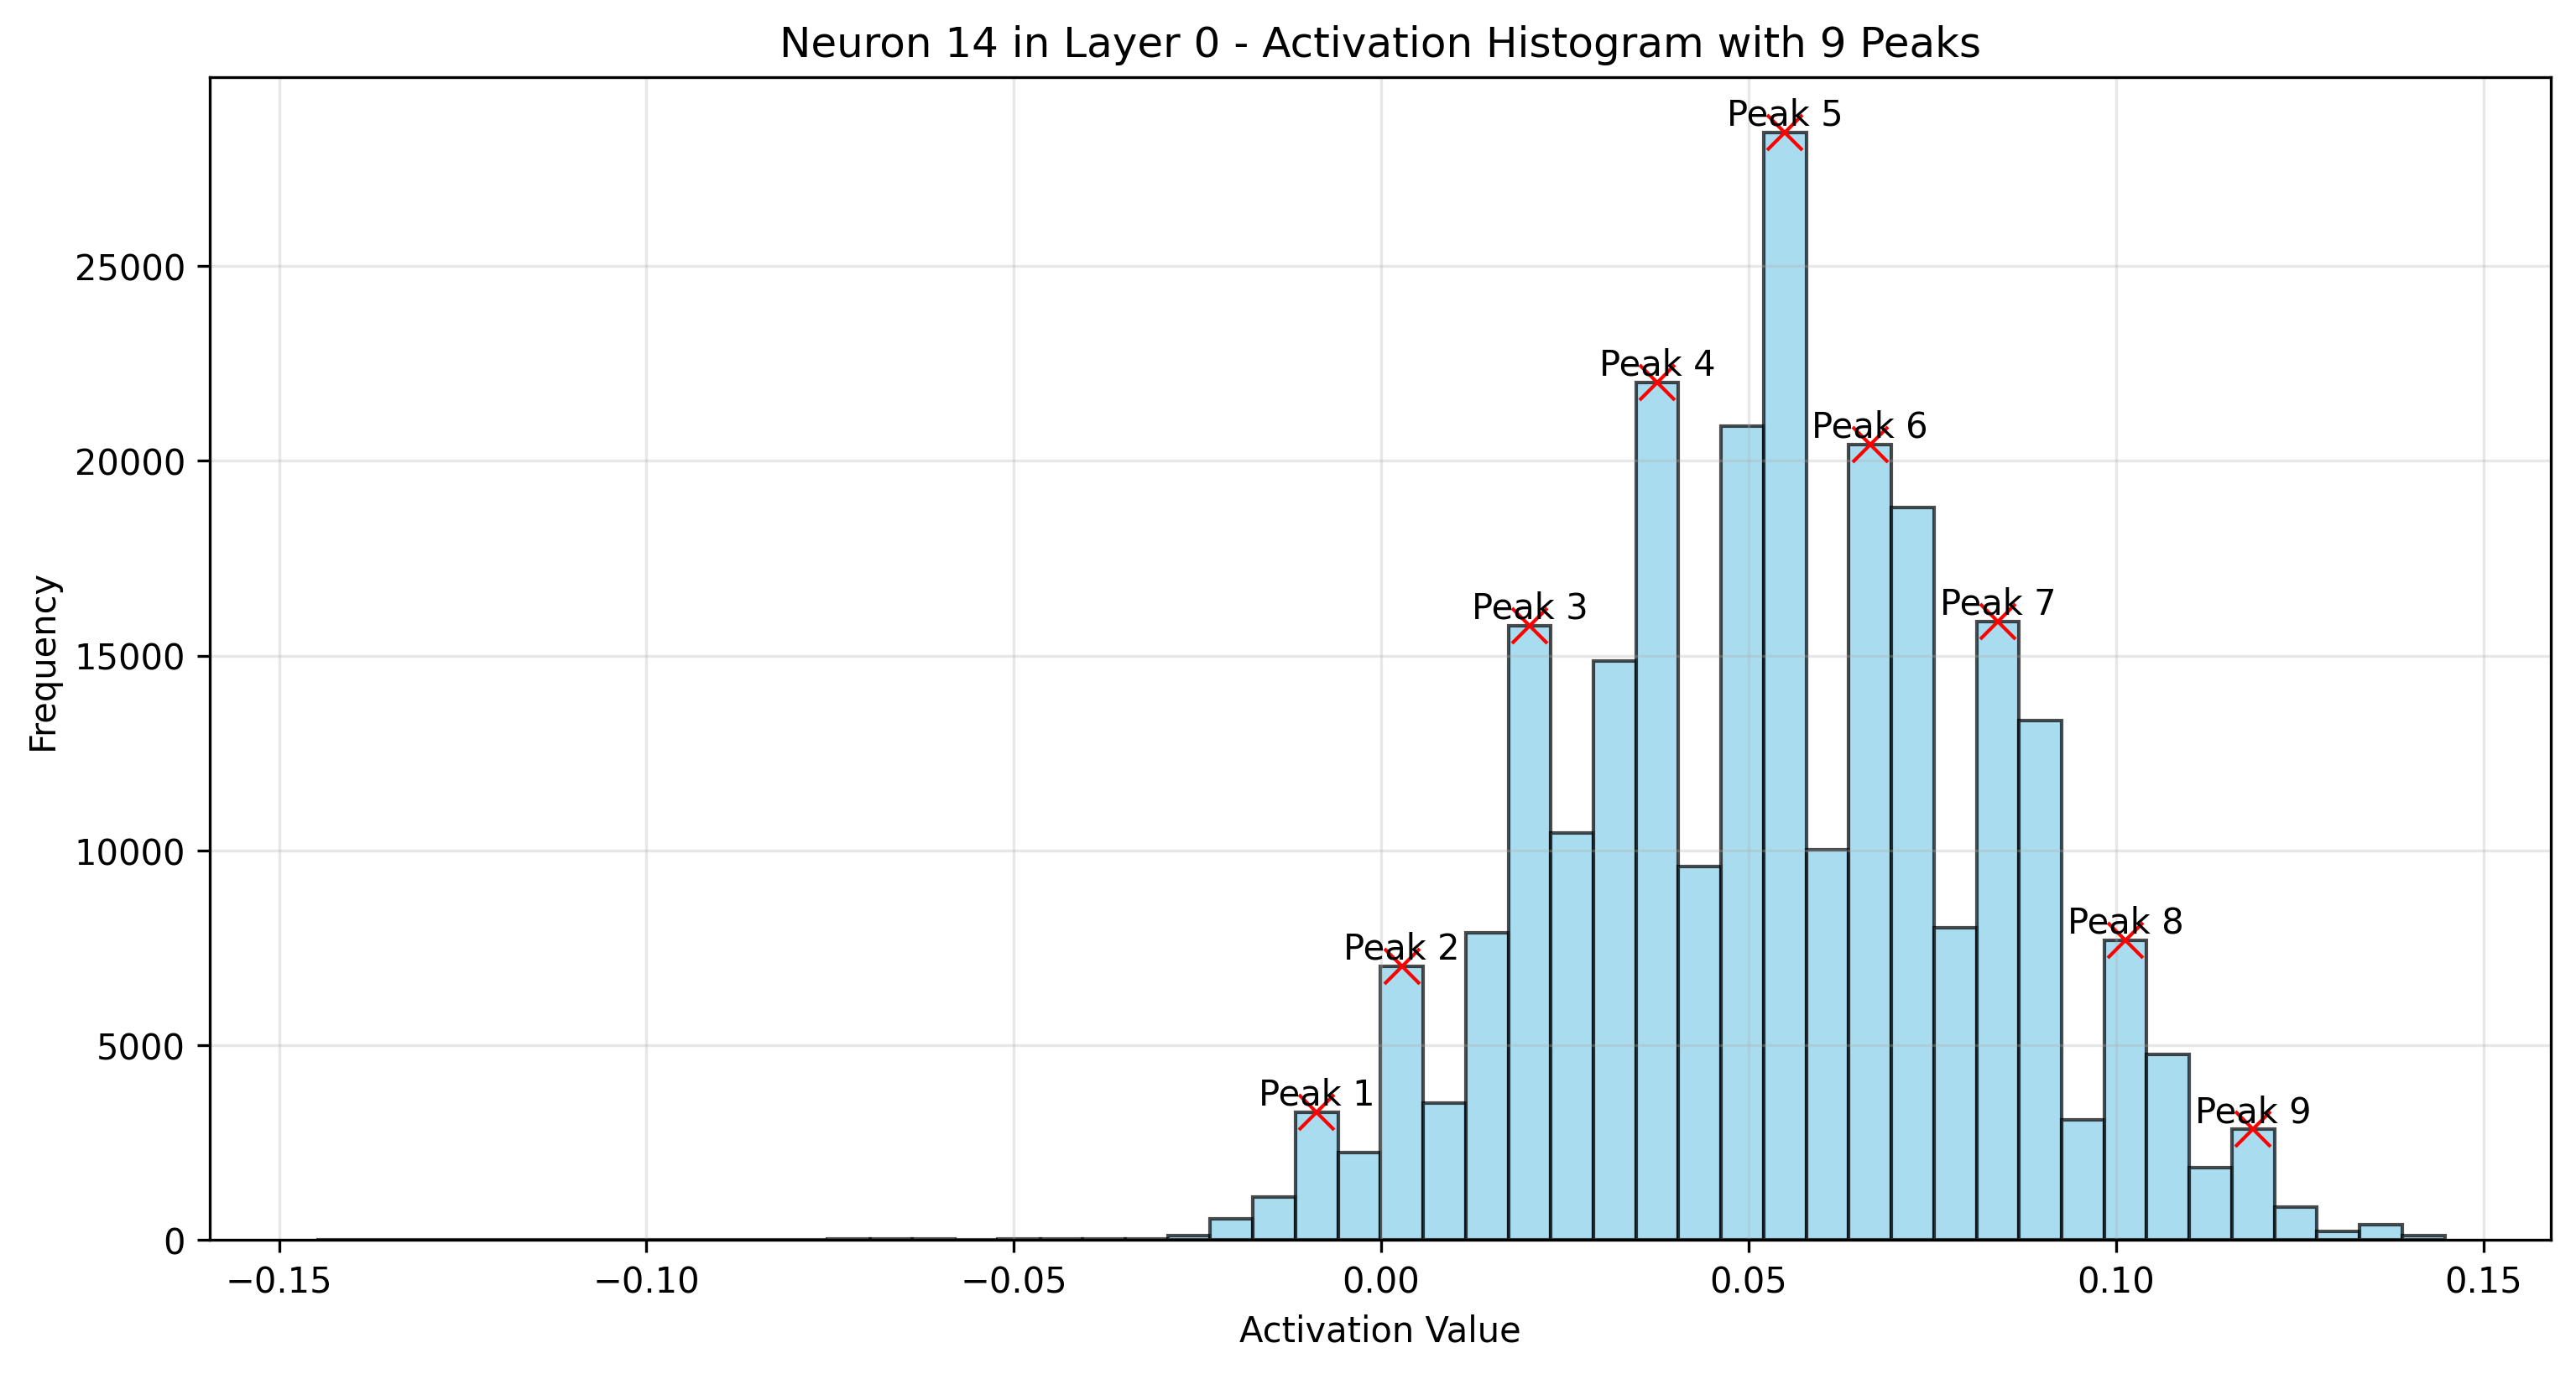 Neuron 14 in Layer 0 - Activation Histogram with 9 Peaks
Peak 5
Peak 4
Peak 6
Peak 3
Peak 7
Peak 2
Peak 8
Peak 1
Peak 9
Frequency
25000
20000
15000
10000
5000
0
−0.15 −0.10 −0.05 0.00 0.05 0.10 0.15
Activation Value